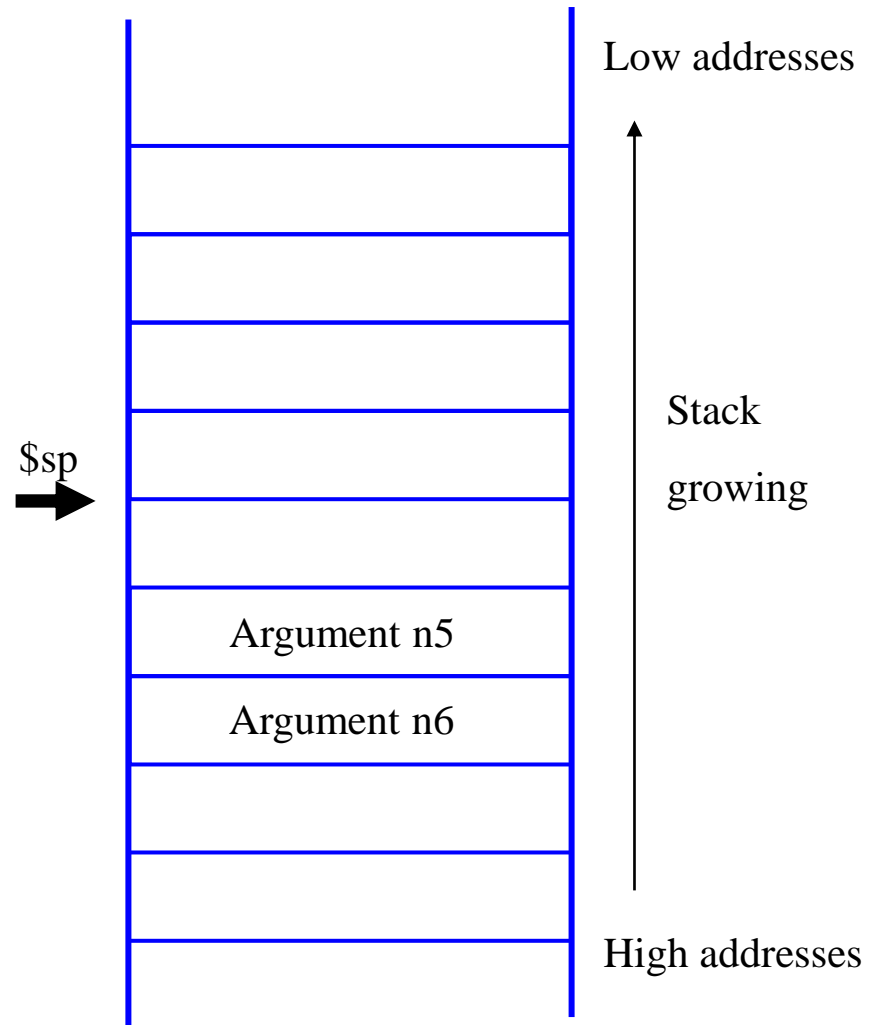 Low addresses
$sp
Stack
growing
Argument n5
Argument n6
High addresses